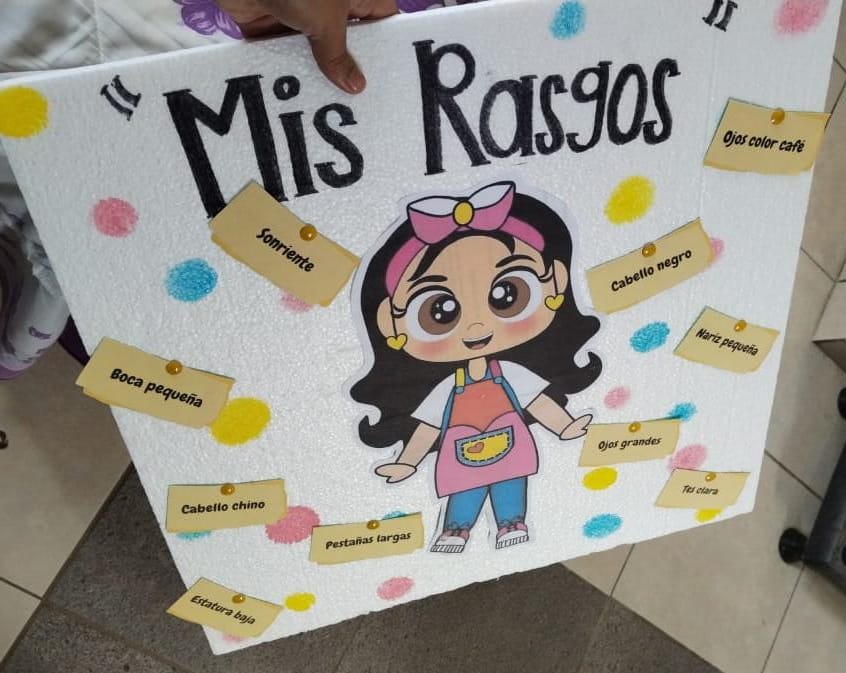 "Mis Rasgos"
Sonriente
Boca pequeña
Cabello chino
Pestañas largas
Estatura baja
Ojos color café
Cabello negro
Nariz pequeña
Ojos grandes
Tes clara